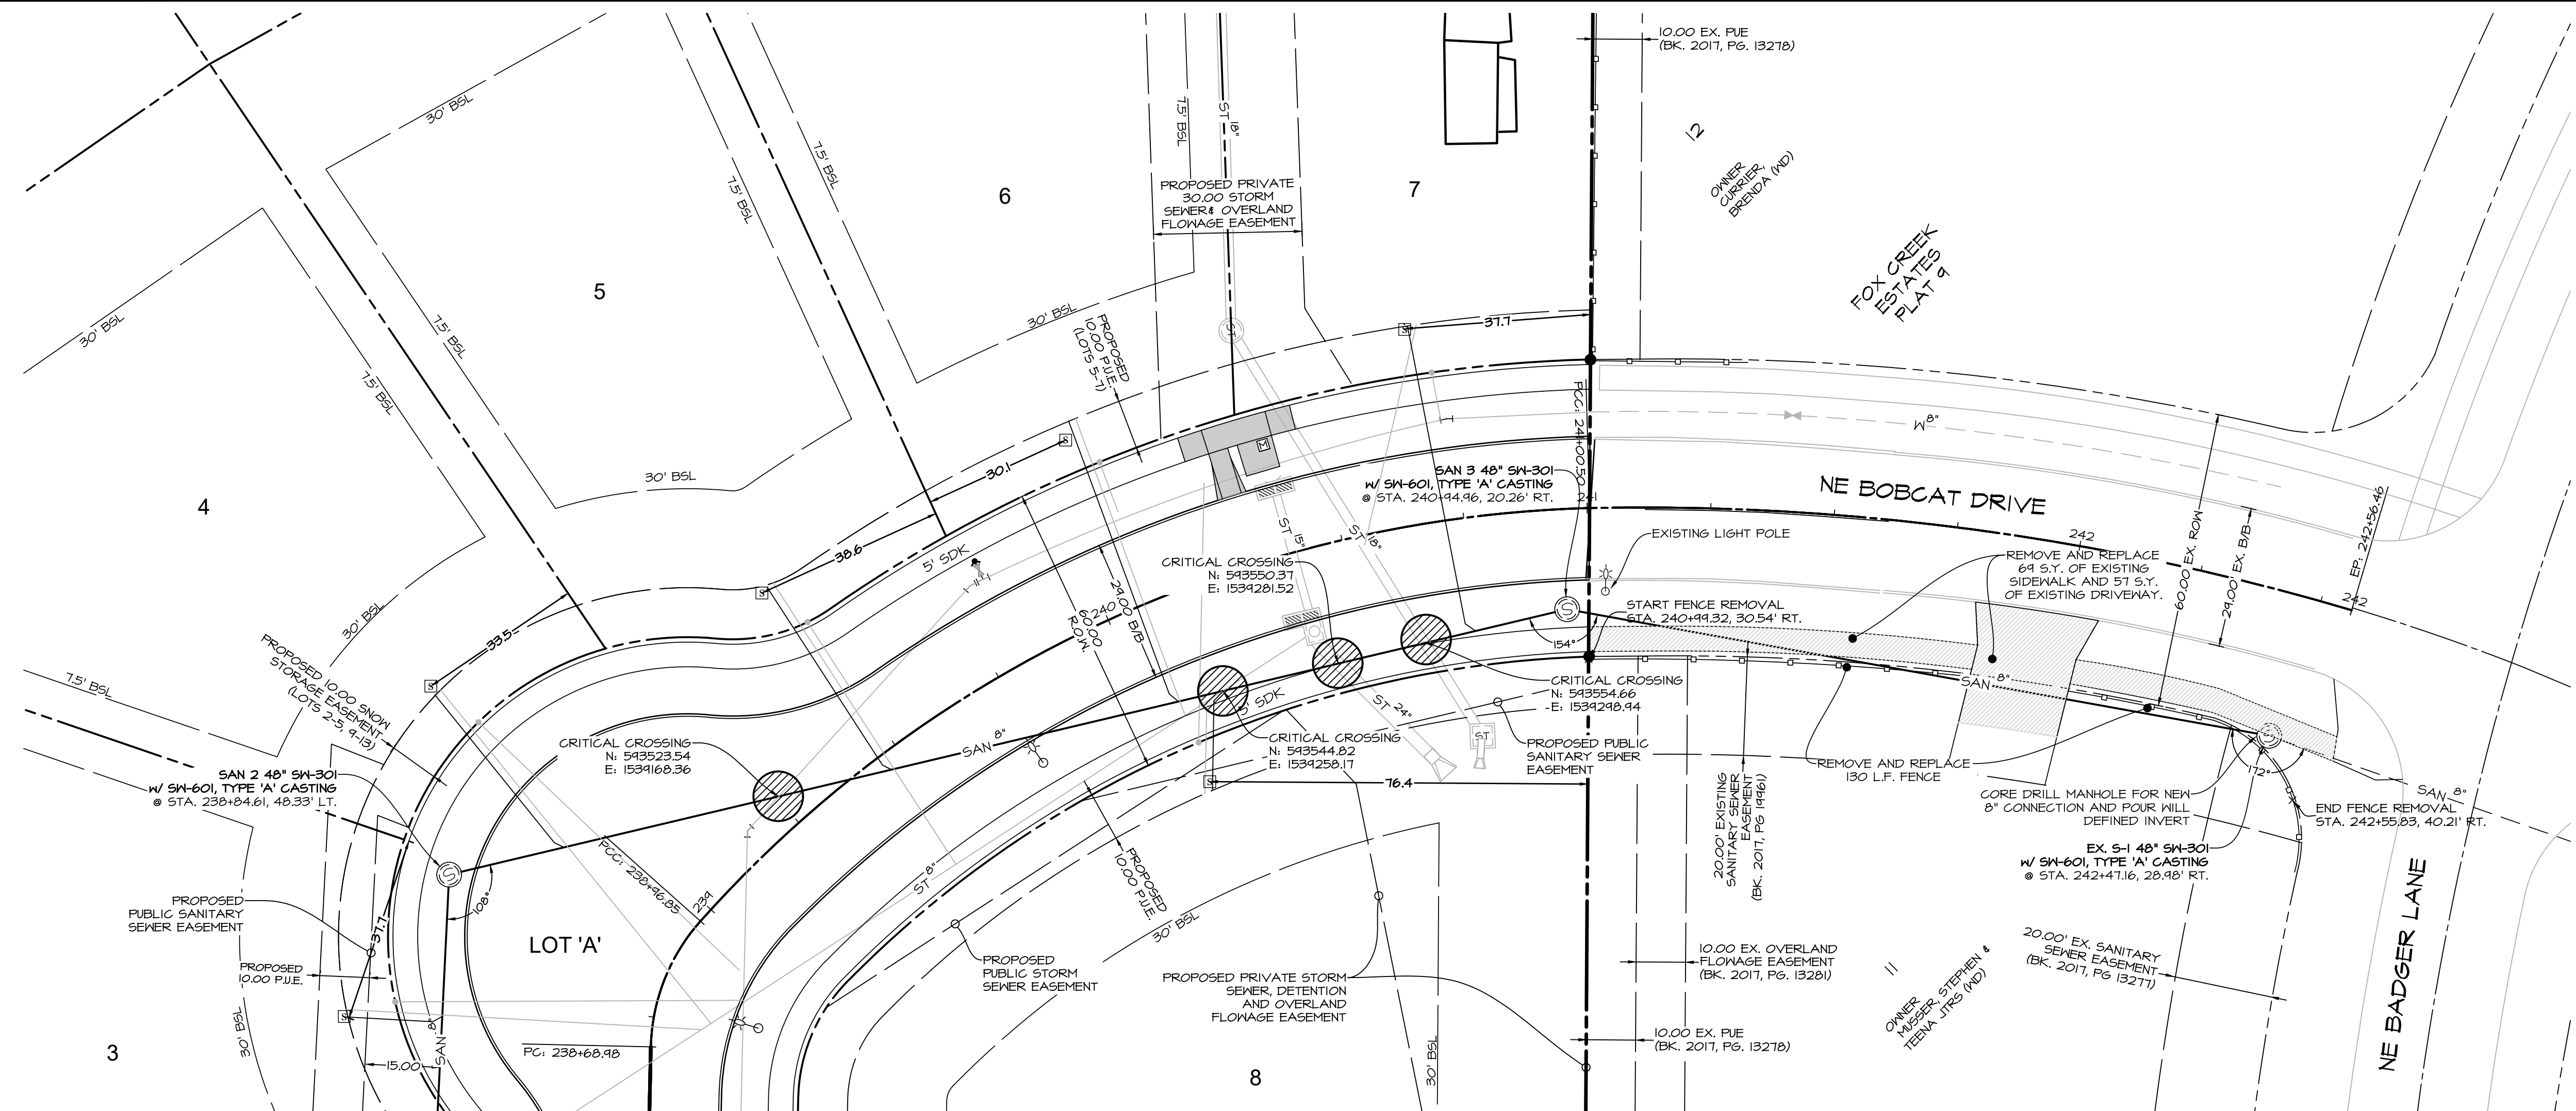 10.00 EX. PUE
(BK. 2017, PG. 13278)
12
OWNER
CURRIER,
BRENDA (WD)
FOX CREEK
ESTATES
PLAT 9
30' BSL
7.5' BSL
7.5' BSL
7.5' BSL
ST 18"
6
7
PROPOSED PRIVATE
30.00 STORM
SEWER& OVERLAND
FLOWAGE EASEMENT
ST
5
30' BSL
7.5' BSL
7.5' BSL
30' BSL
30' BSL
PROPOSED
10.00 P.U.E.
(LOTS 5-7)
S
37.7
PCC: 241+00.50
W 8"
4
S
30.1
M
SAN 3 48" SW-301
W/ SW-601, TYPE 'A' CASTING
@ STA. 240+94.96, 20.26' RT.
241
NE BOBCAT DRIVE
EP: 242+56.46
60.00 EX. ROW
29.00' EX. B/B
242
242
EXISTING LIGHT POLE
REMOVE AND REPLACE
69 S.Y. OF EXISTING
SIDEWALK AND 57 S.Y.
OF EXISTING DRIVEWAY.
ST 15"
ST 18"
38.6
5' SDK
CRITICAL CROSSING
N: 593550.37
E: 1539281.52
29.00 B/B
60.00
R.O.W.
240
S
33.5
30' BSL
S
START FENCE REMOVAL
STA. 240+99.32, 30.54' RT.
154°
PROPOSED 10.00 SNOW
STORAGE EASEMENT
(LOTS 2-5, 9-13)
7.5' BSL
S
SAN 8"
5' SDK
ST 24"
CRITICAL CROSSING
N: 593554.66
E: 1539298.94
CRITICAL CROSSING
N: 593523.54
E: 1539168.36
SAN 8"
CRITICAL CROSSING
N: 593544.82
E: 1539258.17
ST
PROPOSED PUBLIC
SANITARY SEWER
EASEMENT
S
172°
SAN 2 48" SW-301
W/ SW-601, TYPE 'A' CASTING
@ STA. 238+84.61, 48.33' LT.
S
76.4
20.00' EXISTING
SANITARY SEWER
EASEMENT
(BK. 2017, PG 19961)
REMOVE AND REPLACE
130 L.F. FENCE
CORE DRILL MANHOLE FOR NEW
8" CONNECTION AND POUR WILL
DEFINED INVERT
SAN 8"
END FENCE REMOVAL
STA. 242+55.83, 40.21' RT.
EX. S-1 48" SW-301
W/ SW-601, TYPE 'A' CASTING
@ STA. 242+47.16, 28.98' RT.
S
108°
PCC: 238+96.85
239
ST 8"
PROPOSED
10.00 P.U.E.
30' BSL
PROPOSED
PUBLIC SANITARY
SEWER EASEMENT
37.7
LOT 'A'
PROPOSED
10.00 P.U.E.
PROPOSED
PUBLIC STORM
SEWER EASEMENT
PROPOSED PRIVATE STORM
SEWER, DETENTION
AND OVERLAND
FLOWAGE EASEMENT
10.00 EX. OVERLAND
FLOWAGE EASEMENT
(BK. 2017, PG. 13281)
11
OWNER
MUSSER, STEPHEN &
TEENA JTRS (WD)
20.00' EX. SANITARY
SEWER EASEMENT
(BK. 2017, PG 13277)
NE BADGER LANE
S
30' BSL
3
15.00
SAN 8"
PC: 238+68.98
8
30' BSL
10.00 EX. PUE
(BK. 2017, PG. 13278)